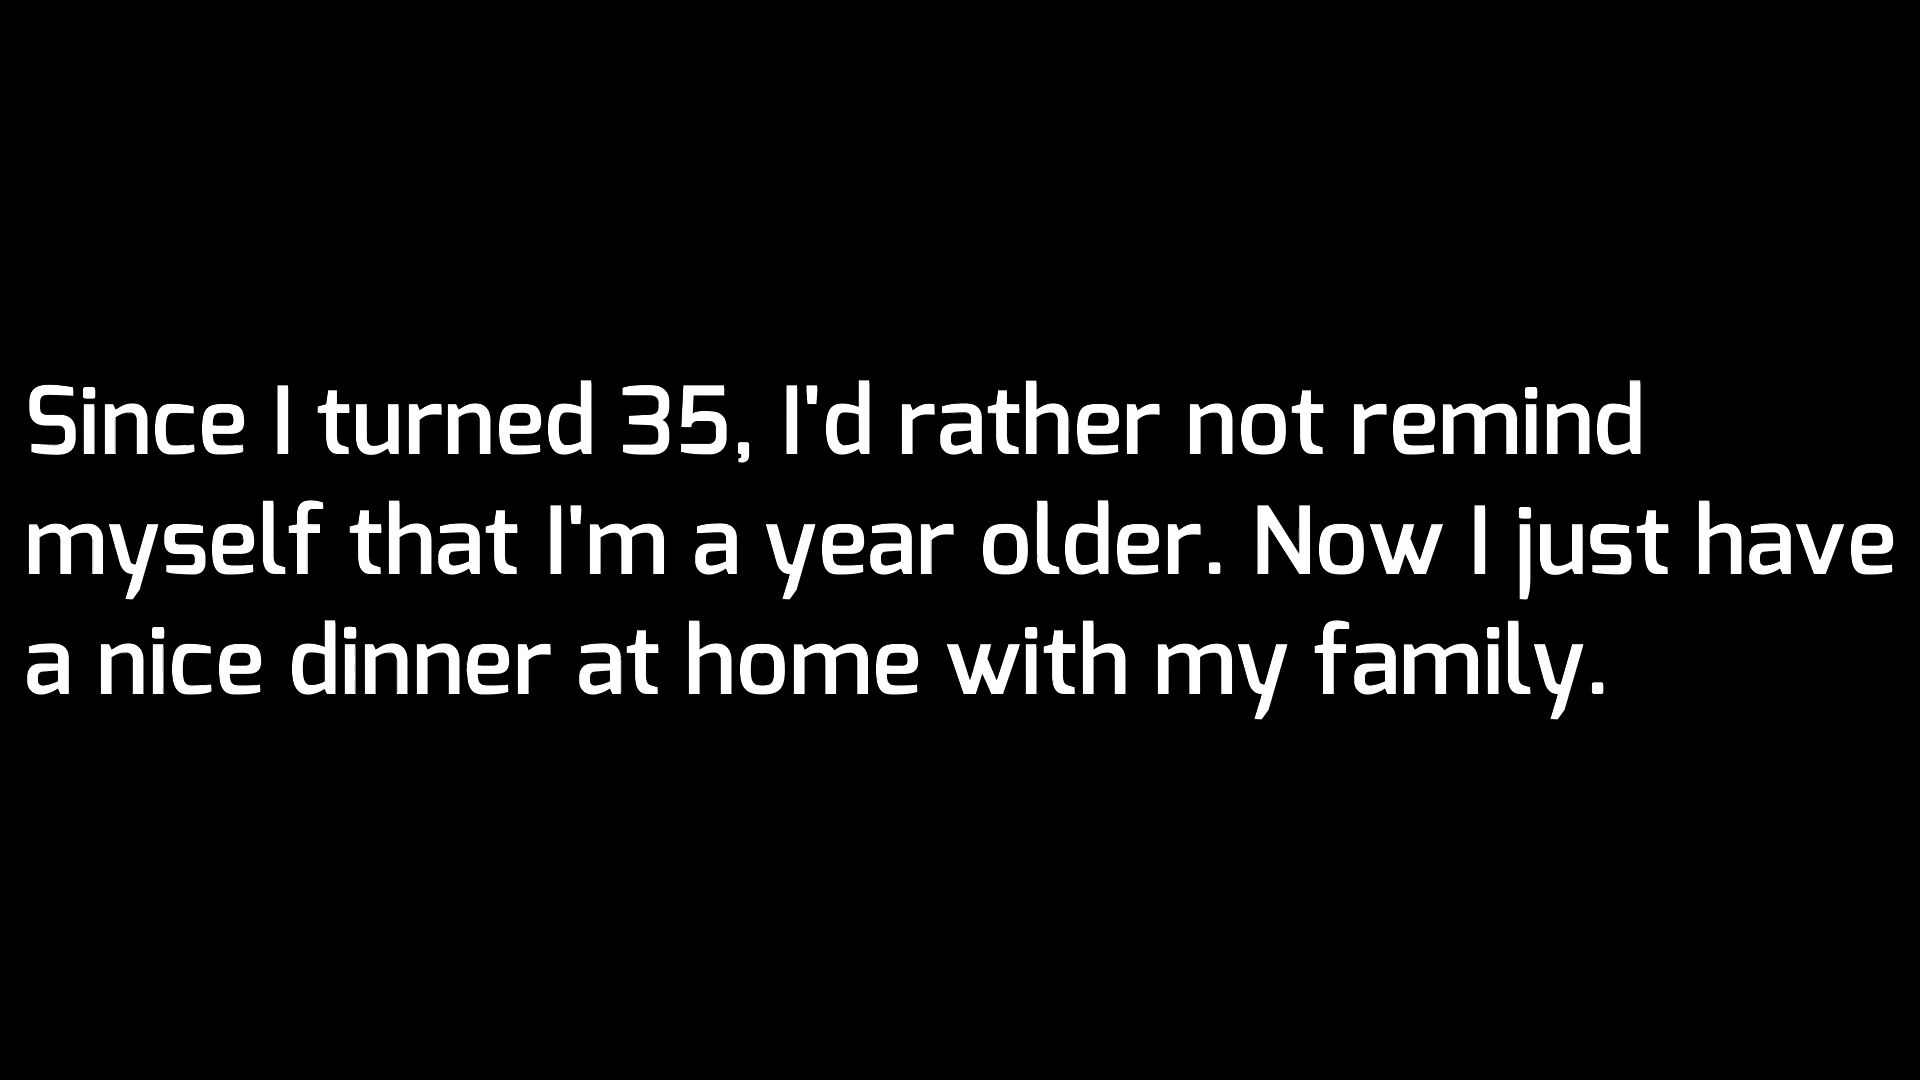 Since I turned 35, I'd rather not remind
myself that I'm a year older. Now I just have
a nice dinner at home with my family.